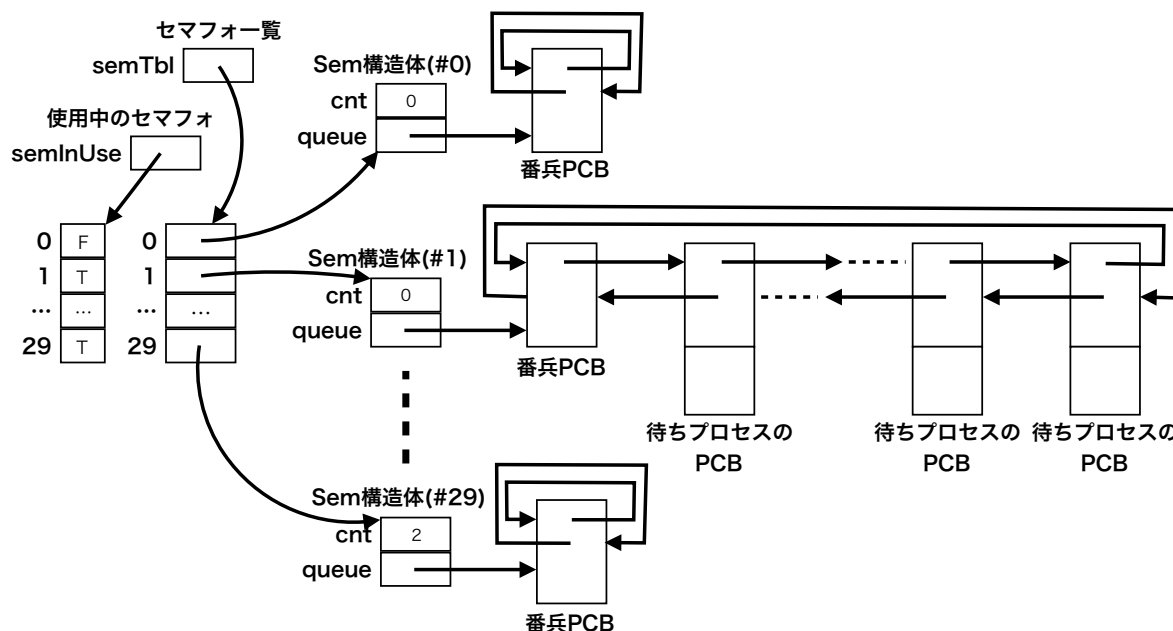 セマフォ一覧
semTbl
使用中のセマフォ
semInUse
0 F
1 T
... ...
29 T
0
1
... ...
29
Sem構造体(#0)
cnt 0
queue
番兵PCB
Sem構造体(#1)
cnt 0
queue
番兵PCB
待ちプロセスの
PCB
待ちプロセスの
PCB
待ちプロセスの
PCB
Sem構造体(#29)
cnt 2
queue
番兵PCB